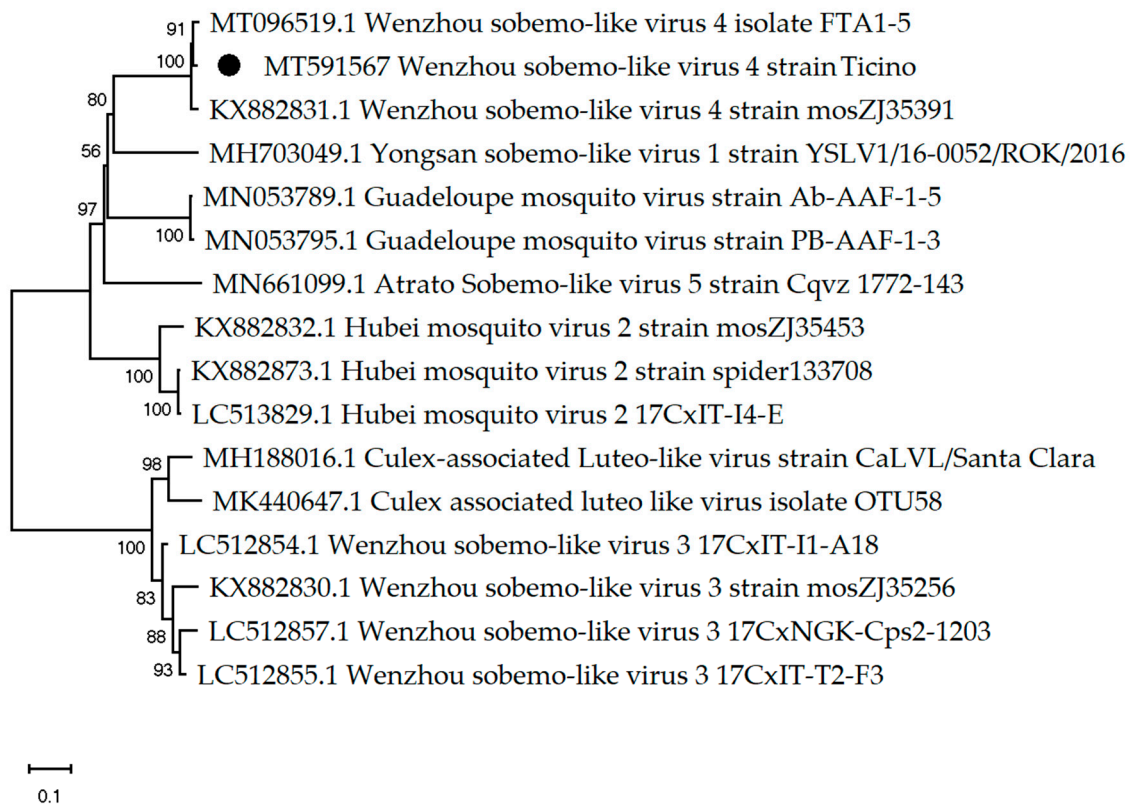 91
MT096519.1 Wenzhou sobemo-like virus 4 isolate FTA1-5
100
MT591567 Wenzhou sobemo-like virus 4 strain Ticino
80
KX882831.1 Wenzhou sobemo-like virus 4 strain mosZJ35391
56
MH703049.1 Yongsan sobemo-like virus 1 strain YSLV1/16-0052/ROK/2016
97
MN053789.1 Guadeloupe mosquito virus strain Ab-AAF-1-5
100
MN053795.1 Guadeloupe mosquito virus strain PB-AAF-1-3
MN661099.1 Atrato Sobemo-like virus 5 strain Cqvz 1772-143
KX882832.1 Hubei mosquito virus 2 strain mosZJ35453
100
KX882873.1 Hubei mosquito virus 2 strain spider133708
100
LC513829.1 Hubei mosquito virus 2 17CxIT-I4-E
98
MH188016.1 Culex-associated Luteo-like virus strain CaLVL/Santa Clara
MK440647.1 Culex associated luteo like virus isolate OTU58
100
LC512854.1 Wenzhou sobemo-like virus 3 17CxIT-I1-A18
83
KX882830.1 Wenzhou sobemo-like virus 3 strain mosZJ35256
88
LC512857.1 Wenzhou sobemo-like virus 3 17CxNGK-Cps2-1203
93
LC512855.1 Wenzhou sobemo-like virus 3 17CxIT-T2-F3
0.1